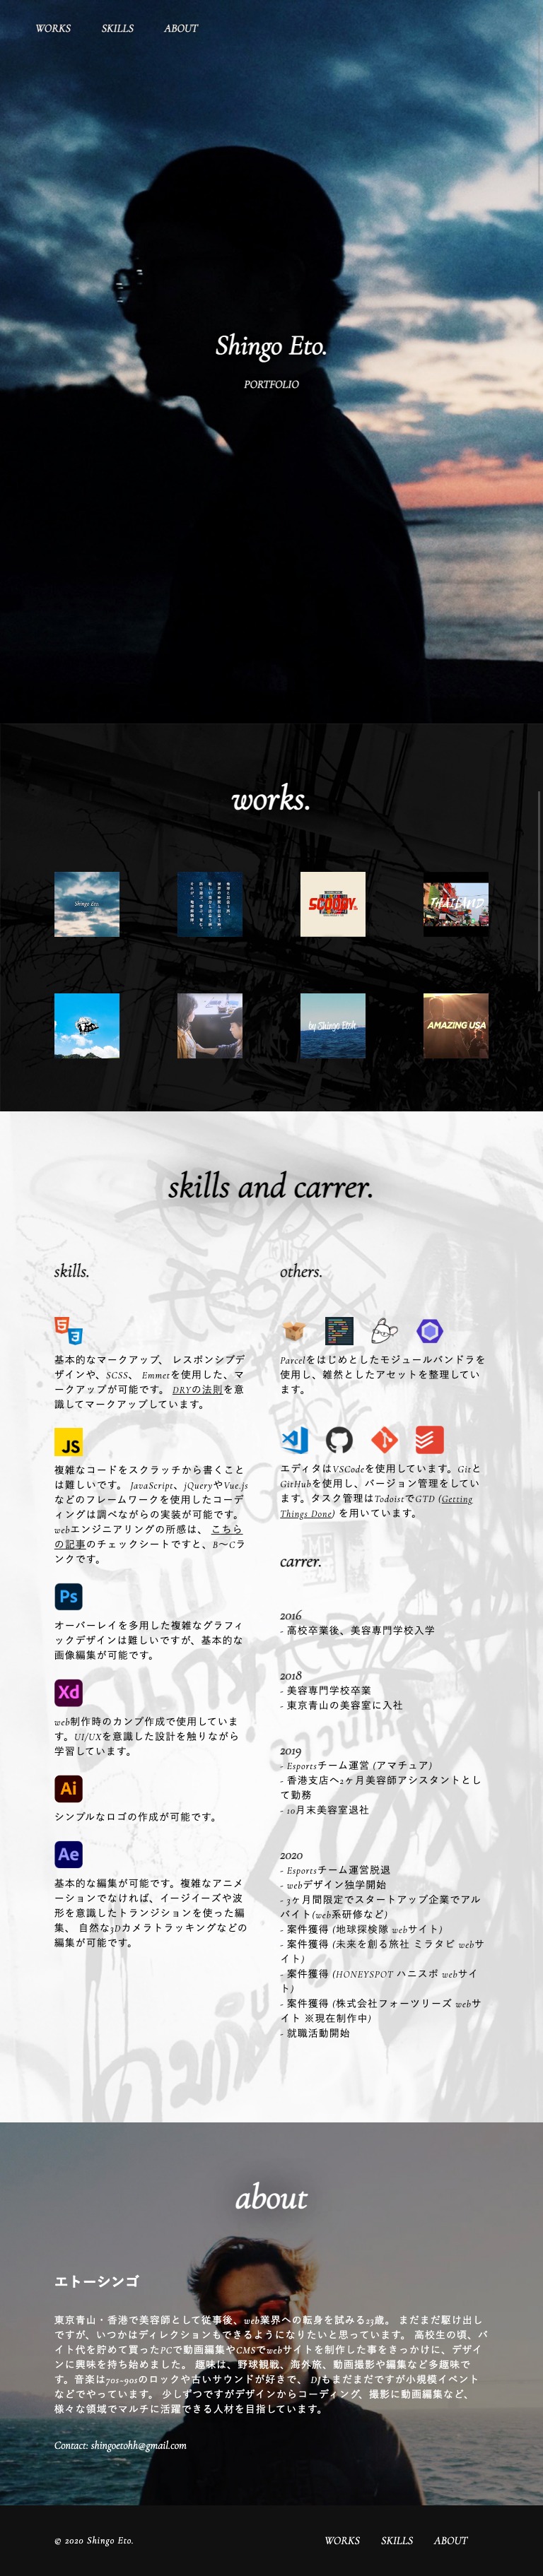 WORKS SKILLS ABOUT
Shingo Eto.
PORTFOLIO
works.
Shingo Eto.
SCOOBY
THAILAND
by Shingo Etoh
AMAZING USA
skills and carrer.
skills.
基本的なマークアップ、 レスポンシブデ
ザインや、SCSS、 Emmetを使用した、マ
ークアップが可能です。 DRYの法則を意
識してマークアップしています。
JS
複雑なコードをスクラッチから書くこと
は難しいです。 JavaScript、jQueryやVue.js
などのフレームワークを使用したコーデ
ィングは調べながらの実装が可能です。
webエンジニアリングの所感は、 こちら
の記事のチェックシートですと、B〜Cラ
ンクです。
Ps
オーバーレイを多用した複雑なグラフィ
ックデザインは難しいですが、基本的な
画像編集が可能です。
Xd
web制作時のカンプ作成で使用していま
す。UI/UXを意識した設計を触りながら
学習しています。
Ai
シンプルなロゴの作成が可能です。
Ae
基本的な編集が可能です。複雑なアニメ
ーションでなければ、イージイーズや波
形を意識したトランジションを使った編
集、 自然な3Dカメラトラッキングなどの
編集が可能です。
others.
Parcelをはじめとしたモジュールバンドラを
使用し、雑然としたアセットを整理してい
ます。
エディタはVSCodeを使用しています。Gitと
GitHubを使用し、バージョン管理をしてい
ます。タスク管理はTodoistでGTD (Getting
Things Done) を用いています。
carrer.
2016
- 高校卒業後、美容専門学校入学
2018
- 美容専門学校卒業
- 東京青山の美容室に入社
2019
- Esportsチーム運営 (アマチュア)
- 香港支店へ2ヶ月美容師アシスタントとし
て勤務
- 10月末美容室退社
2020
- Esportsチーム運営脱退
- webデザイン独学開始
- 3ヶ月間限定でスタートアップ企業でアル
バイト(web系研修など)
- 案件獲得 (地球探検隊 webサイト)
- 案件獲得 (未来を創る旅社 ミラタビ webサ
イト)
- 案件獲得 (HONEYSPOT ハニスポ webサイ
ト)
- 案件獲得 (株式会社フォーツリーズ webサ
イト ※現在制作中)
- 就職活動開始
about
エトーシンゴ
東京青山・香港で美容師として従事後、web業界への転身を試みる23歳。 まだまだ駆け出し
ですが、いつかはディレクションもできるようになりたいと思っています。 高校生の頃、バ
イト代を貯めて買ったPCで動画編集やCMSでwebサイトを制作した事をきっかけに、デザイ
ンに興味を持ち始めました。 趣味は、野球観戦、海外旅、動画撮影や編集など多趣味で
す。音楽は70s-90sのロックや古いサウンドが好きで、 DJもまだまだですが小規模イベント
などでやっています。 少しずつですがデザインからコーディング、撮影に動画編集など、
様々な領域でマルチに活躍できる人材を目指しています。
Contact: shingoetohh@gmail.com
© 2020 Shingo Eto.
WORKS SKILLS ABOUT